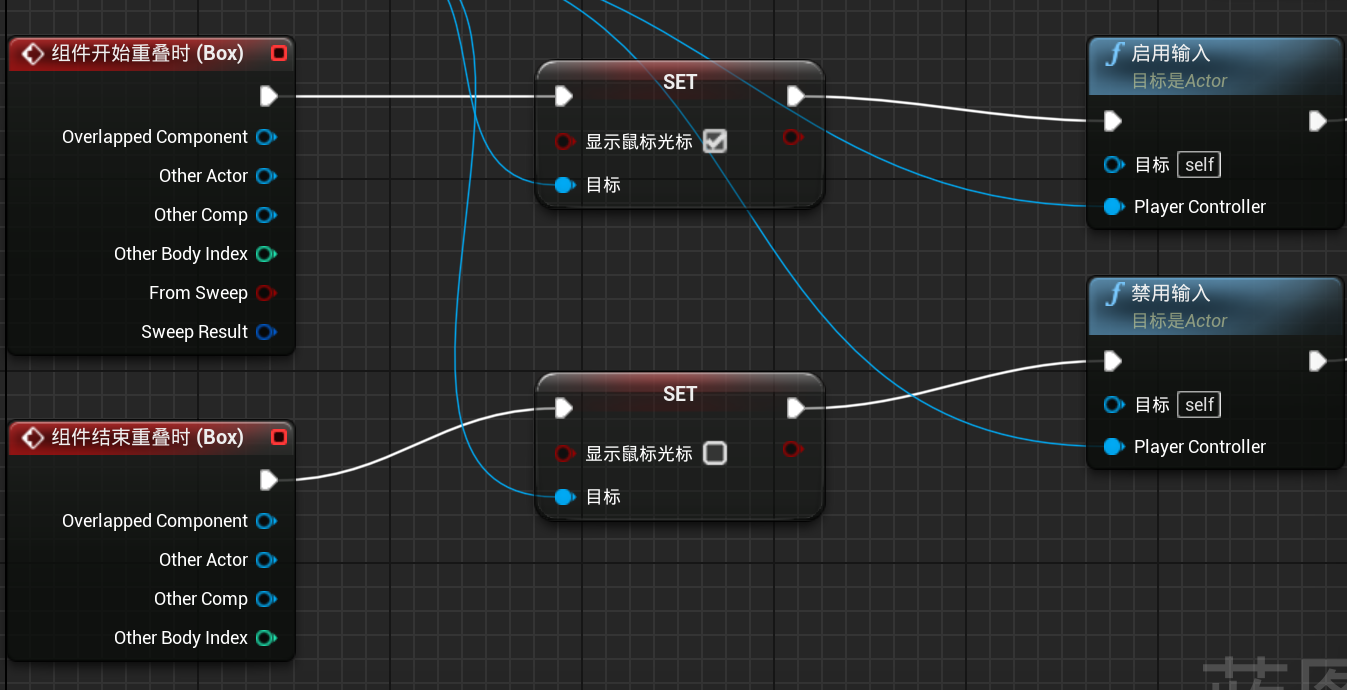 组件开始重叠时 (Box)
Overlapped Component
Other Actor
Other Comp
Other Body Index
From Sweep
Sweep Result
SET
显示鼠标光标
目标
启用输入
目标是Actor
目标 self
Player Controller
组件结束重叠时 (Box)
Overlapped Component
Other Actor
Other Comp
Other Body Index
SET
显示鼠标光标
目标
禁用输入
目标是Actor
目标 self
Player Controller